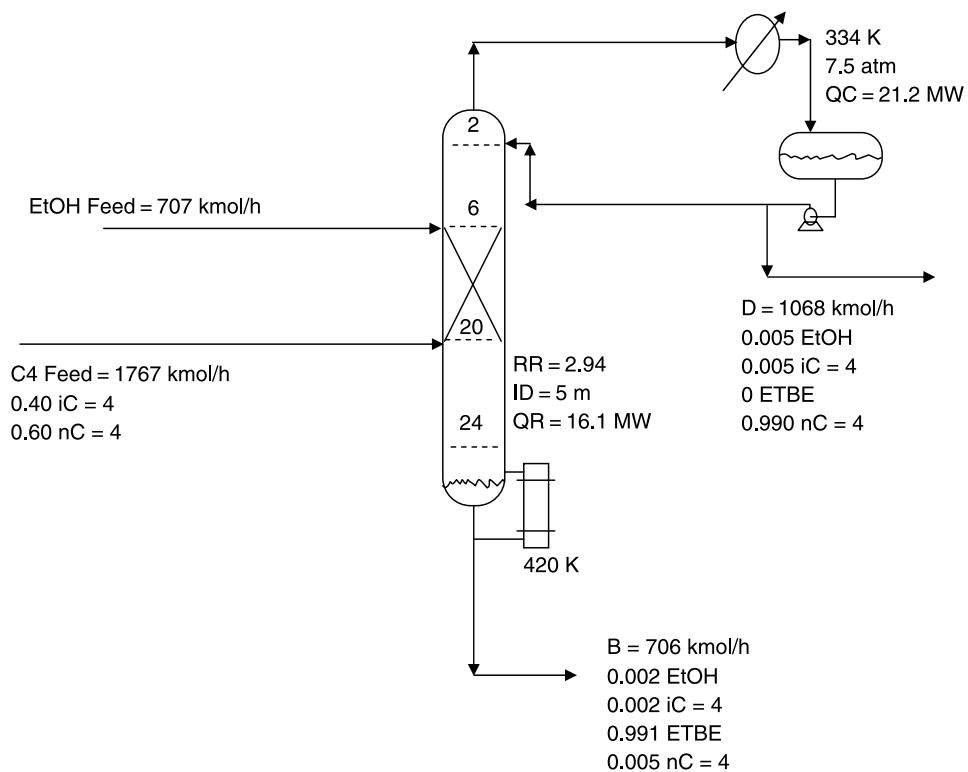 334 K
7.5 atm
QC = 21.2 MW
2
EtOH Feed = 707 kmol/h
6
D = 1068 kmol/h
0.005 EtOH
0.005 iC = 4
0 ETBE
0.990 nC = 4
20
C4 Feed = 1767 kmol/h
0.40 iC = 4
0.60 nC = 4
RR = 2.94
ID = 5 m
QR = 16.1 MW
24
420 K
B = 706 kmol/h
0.002 EtOH
0.002 iC = 4
0.991 ETBE
0.005 nC = 4